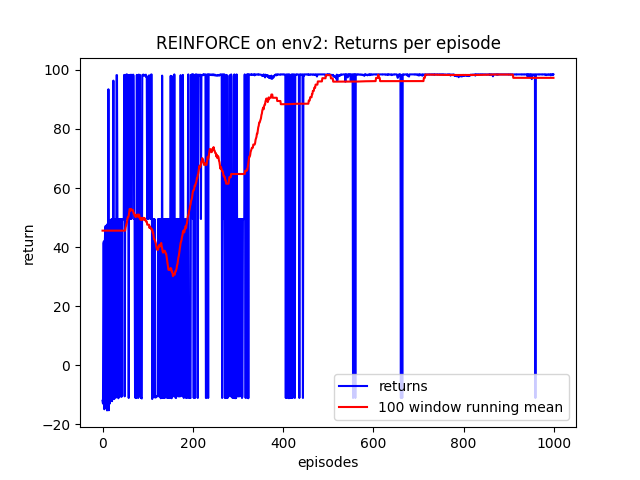 REINFORCE on env2: Returns per episode
return
100
80
60
40
20
0
−20
0
200
400
600
800
1000
episodes
returns
100 window running mean